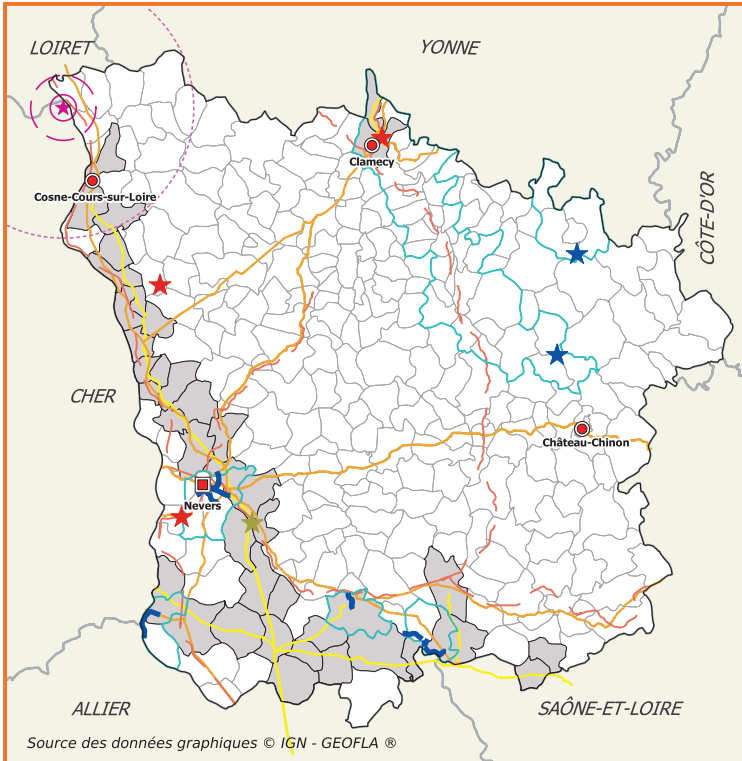 LOIRET
YONNE
Clamecy
Cosne-Cours-sur-Loire
CÔTE-D'OR
CHER
Château-Chinon
Nevers
ALLIER
SAÔNE-ET-LOIRE
Source des données graphiques © IGN - GEOFLA ®